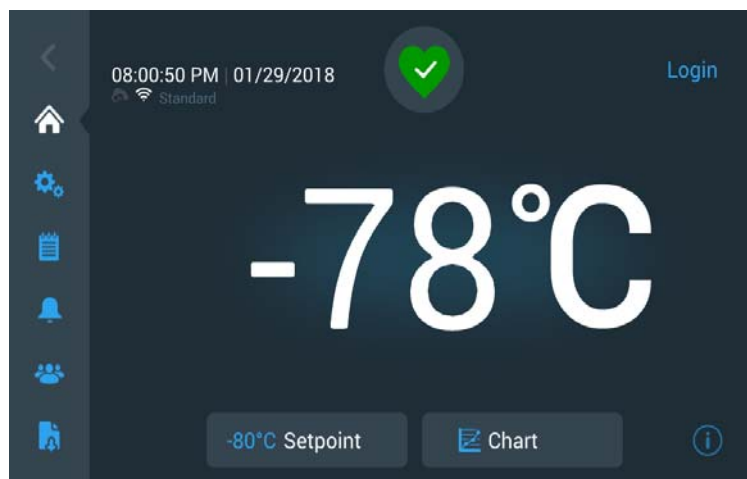 08:00:50 PM | 01/29/2018
Login
Standard
-78°C
-80°C Setpoint
Chart